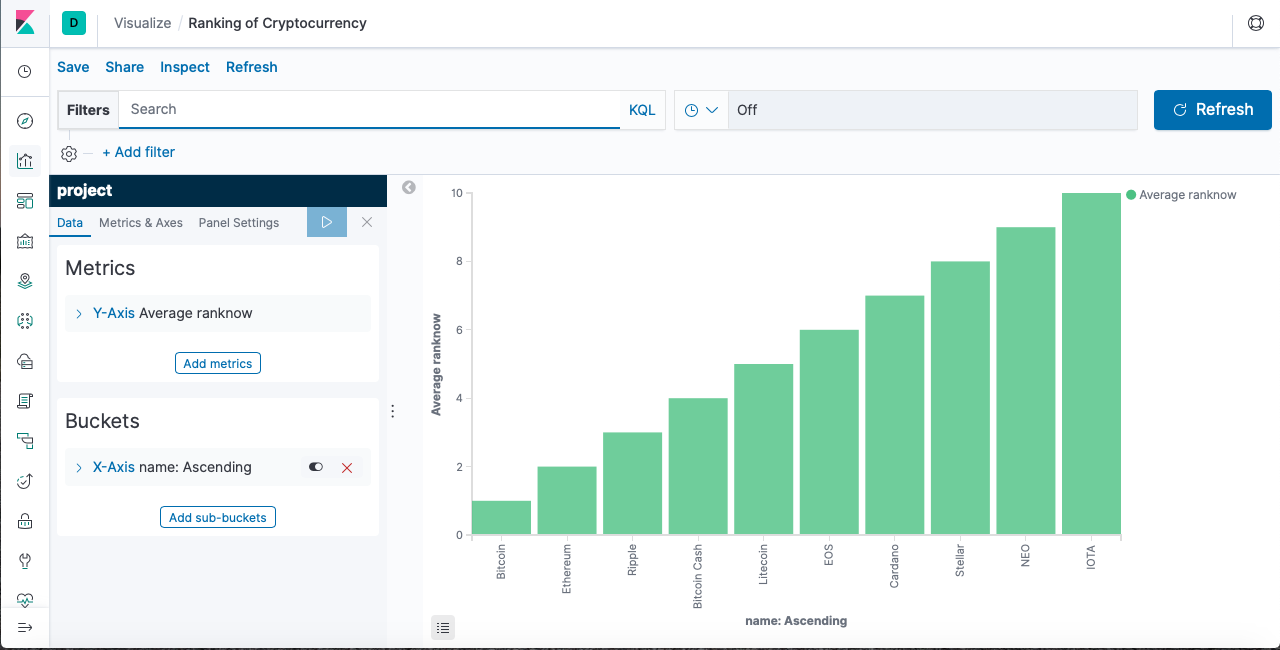 D Visualize / Ranking of Cryptocurrency
Save Share Inspect Refresh
Filters Search KQL Off Refresh
+ Add filter
project
Data Metrics & Axes Panel Settings
Metrics
Y-Axis Average ranknow
Add metrics
Buckets
X-Axis name: Ascending
Add sub-buckets
Average ranknow
10
8
6
4
2
0
Average ranknow
Bitcoin
Ethereum
Ripple
Bitcoin Cash
Litecoin
EOS
Cardano
Stellar
NEO
IOTA
name: Ascending